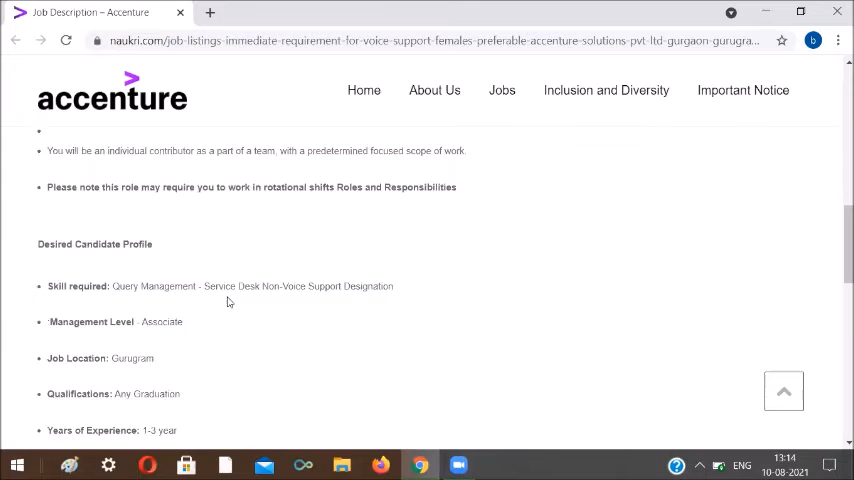 Job Description – Accenture
naukri.com/job-listings-immediate-requirement-for-voice-support-females-preferable-accenture-solutions-pvt-ltd-gurgaon-gurugra...
b
accenture
Home About Us Jobs Inclusion and Diversity Important Notice
• You will be an individual contributor as a part of a team, with a predetermined focused scope of work.
• Please note this role may require you to work in rotational shifts Roles and Responsibilities
Desired Candidate Profile
• Skill required: Query Management - Service Desk Non-Voice Support Designation
• :Management Level - Associate
• Job Location: Gurugram
• Qualifications: Any Graduation
• Years of Experience: 1-3 year
ENG
13:14
10-08-2021